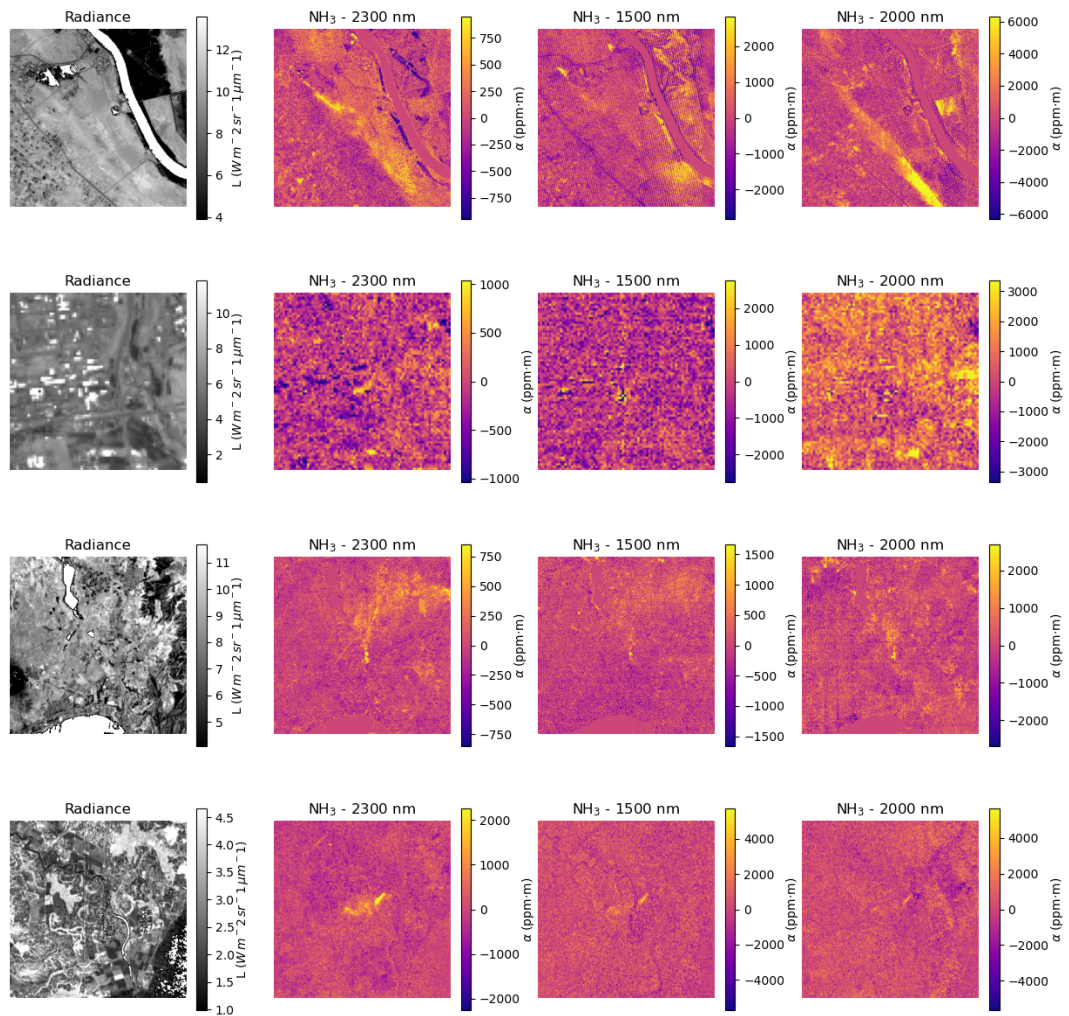 Radiance
12
10
8
6
4
L (W m−2 sr−1 μm−1)
NH3 - 2300 nm
750
500
250
0
−250
−500
−750
α (ppm·m)
NH3 - 1500 nm
2000
1000
0
−1000
−2000
α (ppm·m)
NH3 - 2000 nm
6000
4000
2000
0
−2000
−4000
−6000
α (ppm·m)
Radiance
10
8
6
4
2
L (W m−2 sr−1 μm−1)
NH3 - 2300 nm
1000
500
0
−500
−1000
α (ppm·m)
NH3 - 1500 nm
2000
1000
0
−1000
−2000
α (ppm·m)
NH3 - 2000 nm
3000
2000
1000
0
−1000
−2000
−3000
α (ppm·m)
Radiance
11
10
9
8
7
6
5
L (W m−2 sr−1 μm−1)
NH3 - 2300 nm
750
500
250
0
−250
−500
−750
α (ppm·m)
NH3 - 1500 nm
1500
1000
500
0
−500
−1000
−1500
α (ppm·m)
NH3 - 2000 nm
2000
1000
0
−1000
−2000
α (ppm·m)
Radiance
4.5
4.0
3.5
3.0
2.5
2.0
1.5
1.0
L (W m−2 sr−1 μm−1)
NH3 - 2300 nm
2000
1000
0
−1000
−2000
α (ppm·m)
NH3 - 1500 nm
4000
2000
0
−2000
−4000
α (ppm·m)
NH3 - 2000 nm
4000
2000
0
−2000
−4000
α (ppm·m)